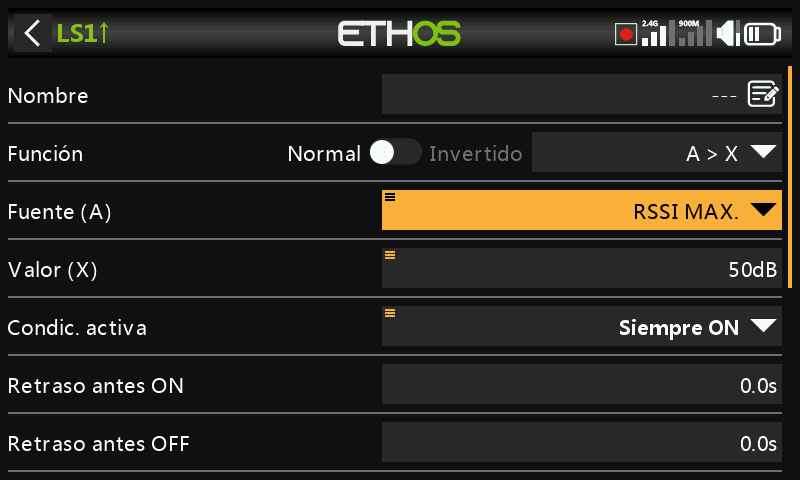 LS1↑ ETHOS 2.4G 900M
Nombre ---
Función Normal Invertido A > X
Fuente (A) RSSI MAX.
Valor (X) 50dB
Condic. activa Siempre ON
Retraso antes ON 0.0s
Retraso antes OFF 0.0s